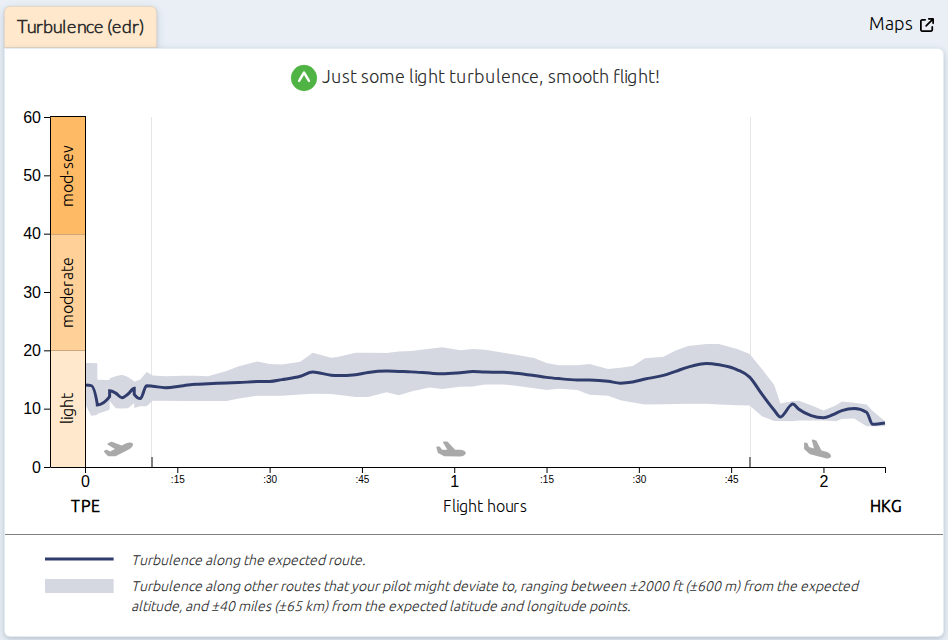 Turbulence (edr)
Maps
Just some light turbulence, smooth flight!
60
50
40
30
20
10
0
mod-sev
moderate
light
0
:15
:30
:45
1
:15
:30
:45
2
TPE
Flight hours
HKG
Turbulence along the expected route.
Turbulence along other routes that your pilot might deviate to, ranging between ±2000 ft (±600 m) from the expected
altitude, and ±40 miles (±65 km) from the expected latitude and longitude points.